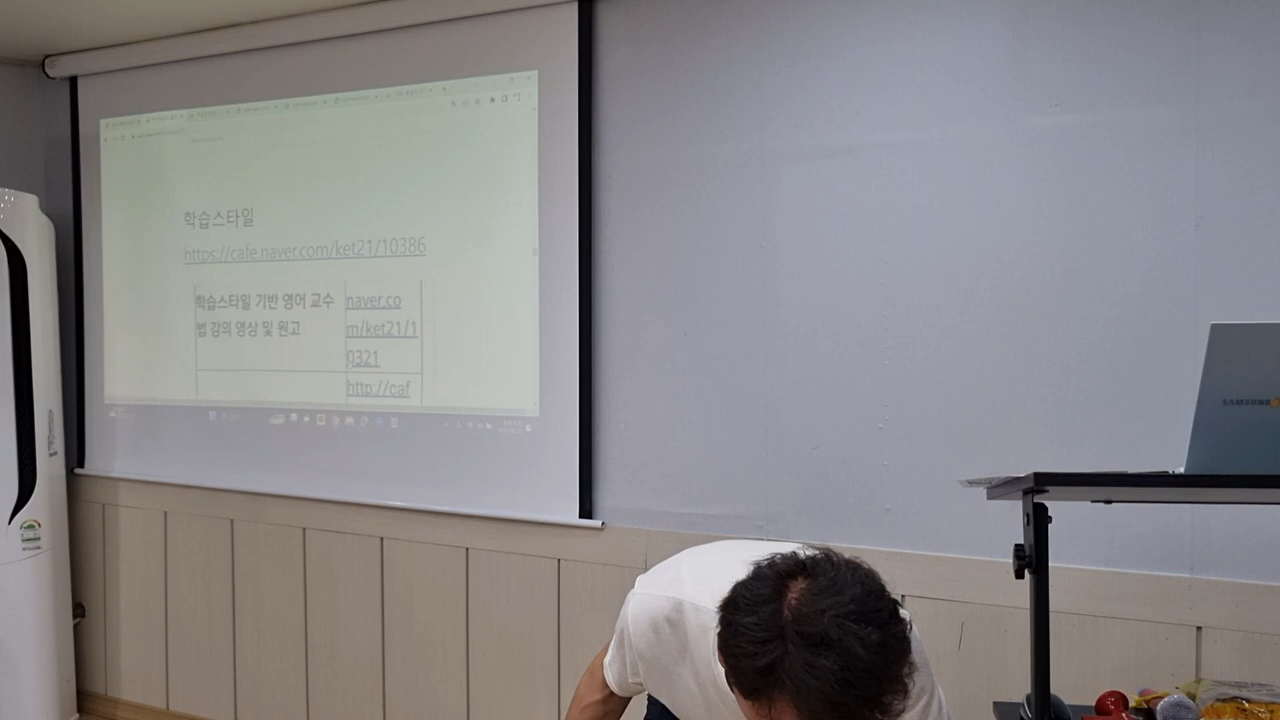 학습스타일
https://cafe.naver.com/ket21/10386
학습스타일 기반 영어 교수
법 강의 영상 및 원고
naver.co
m/ket21/1
0321
http://caf
SAMSUNG